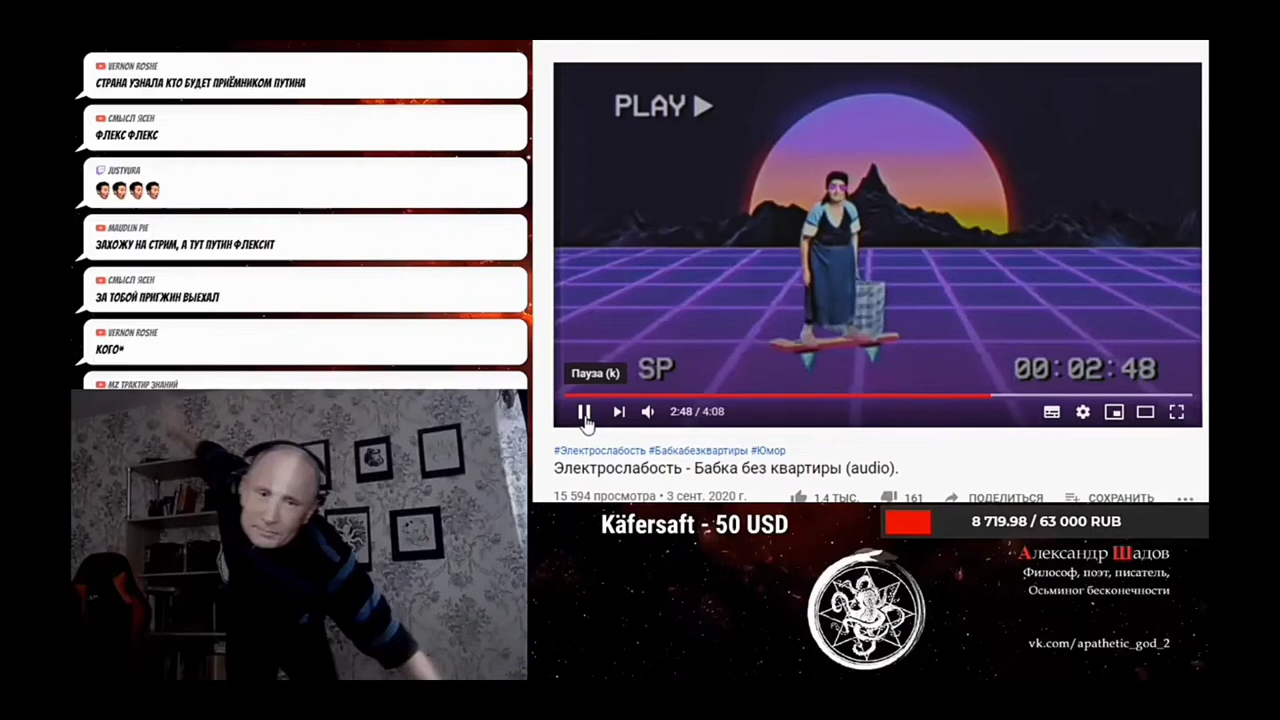 VERNON ROSHE
СТРАНА УЗНАЛА КТО БУДЕТ ПРИЁМНИКОМ ПУТИНА
СМЫСЛ ЯСЕН
ФЛЕКС ФЛЕКС
JUSTYURA
MAUDLIN PIE
ЗАХОЖУ НА СТРИМ, А ТУТ ПУТИН ФЛЕКСИТ
СМЫСЛ ЯСЕН
ЗА ТОБОЙ ПРИГЖИН ВЫЕХАЛ
VERNON ROSHE
КОГО*
MZ ТРАКТИР ЗНАНИЙ
PLAY
SP
00:02:48
Пауза (k)
2:48 / 4:08
#Электрослабость #Бабкабезквартиры #Юмор
Электрослабость - Бабка без квартиры (audio).
15 594 просмотра • 3 сент. 2020 г.
1,4 ТЫС.
161
ПОДЕЛИТЬСЯ
СОХРАНИТЬ
Käfersaft - 50 USD
8 719.98 / 63 000 RUB
Александр Шадов
Философ, поэт, писатель,
Осьминог бесконечности
vk.com/apathetic_god_2